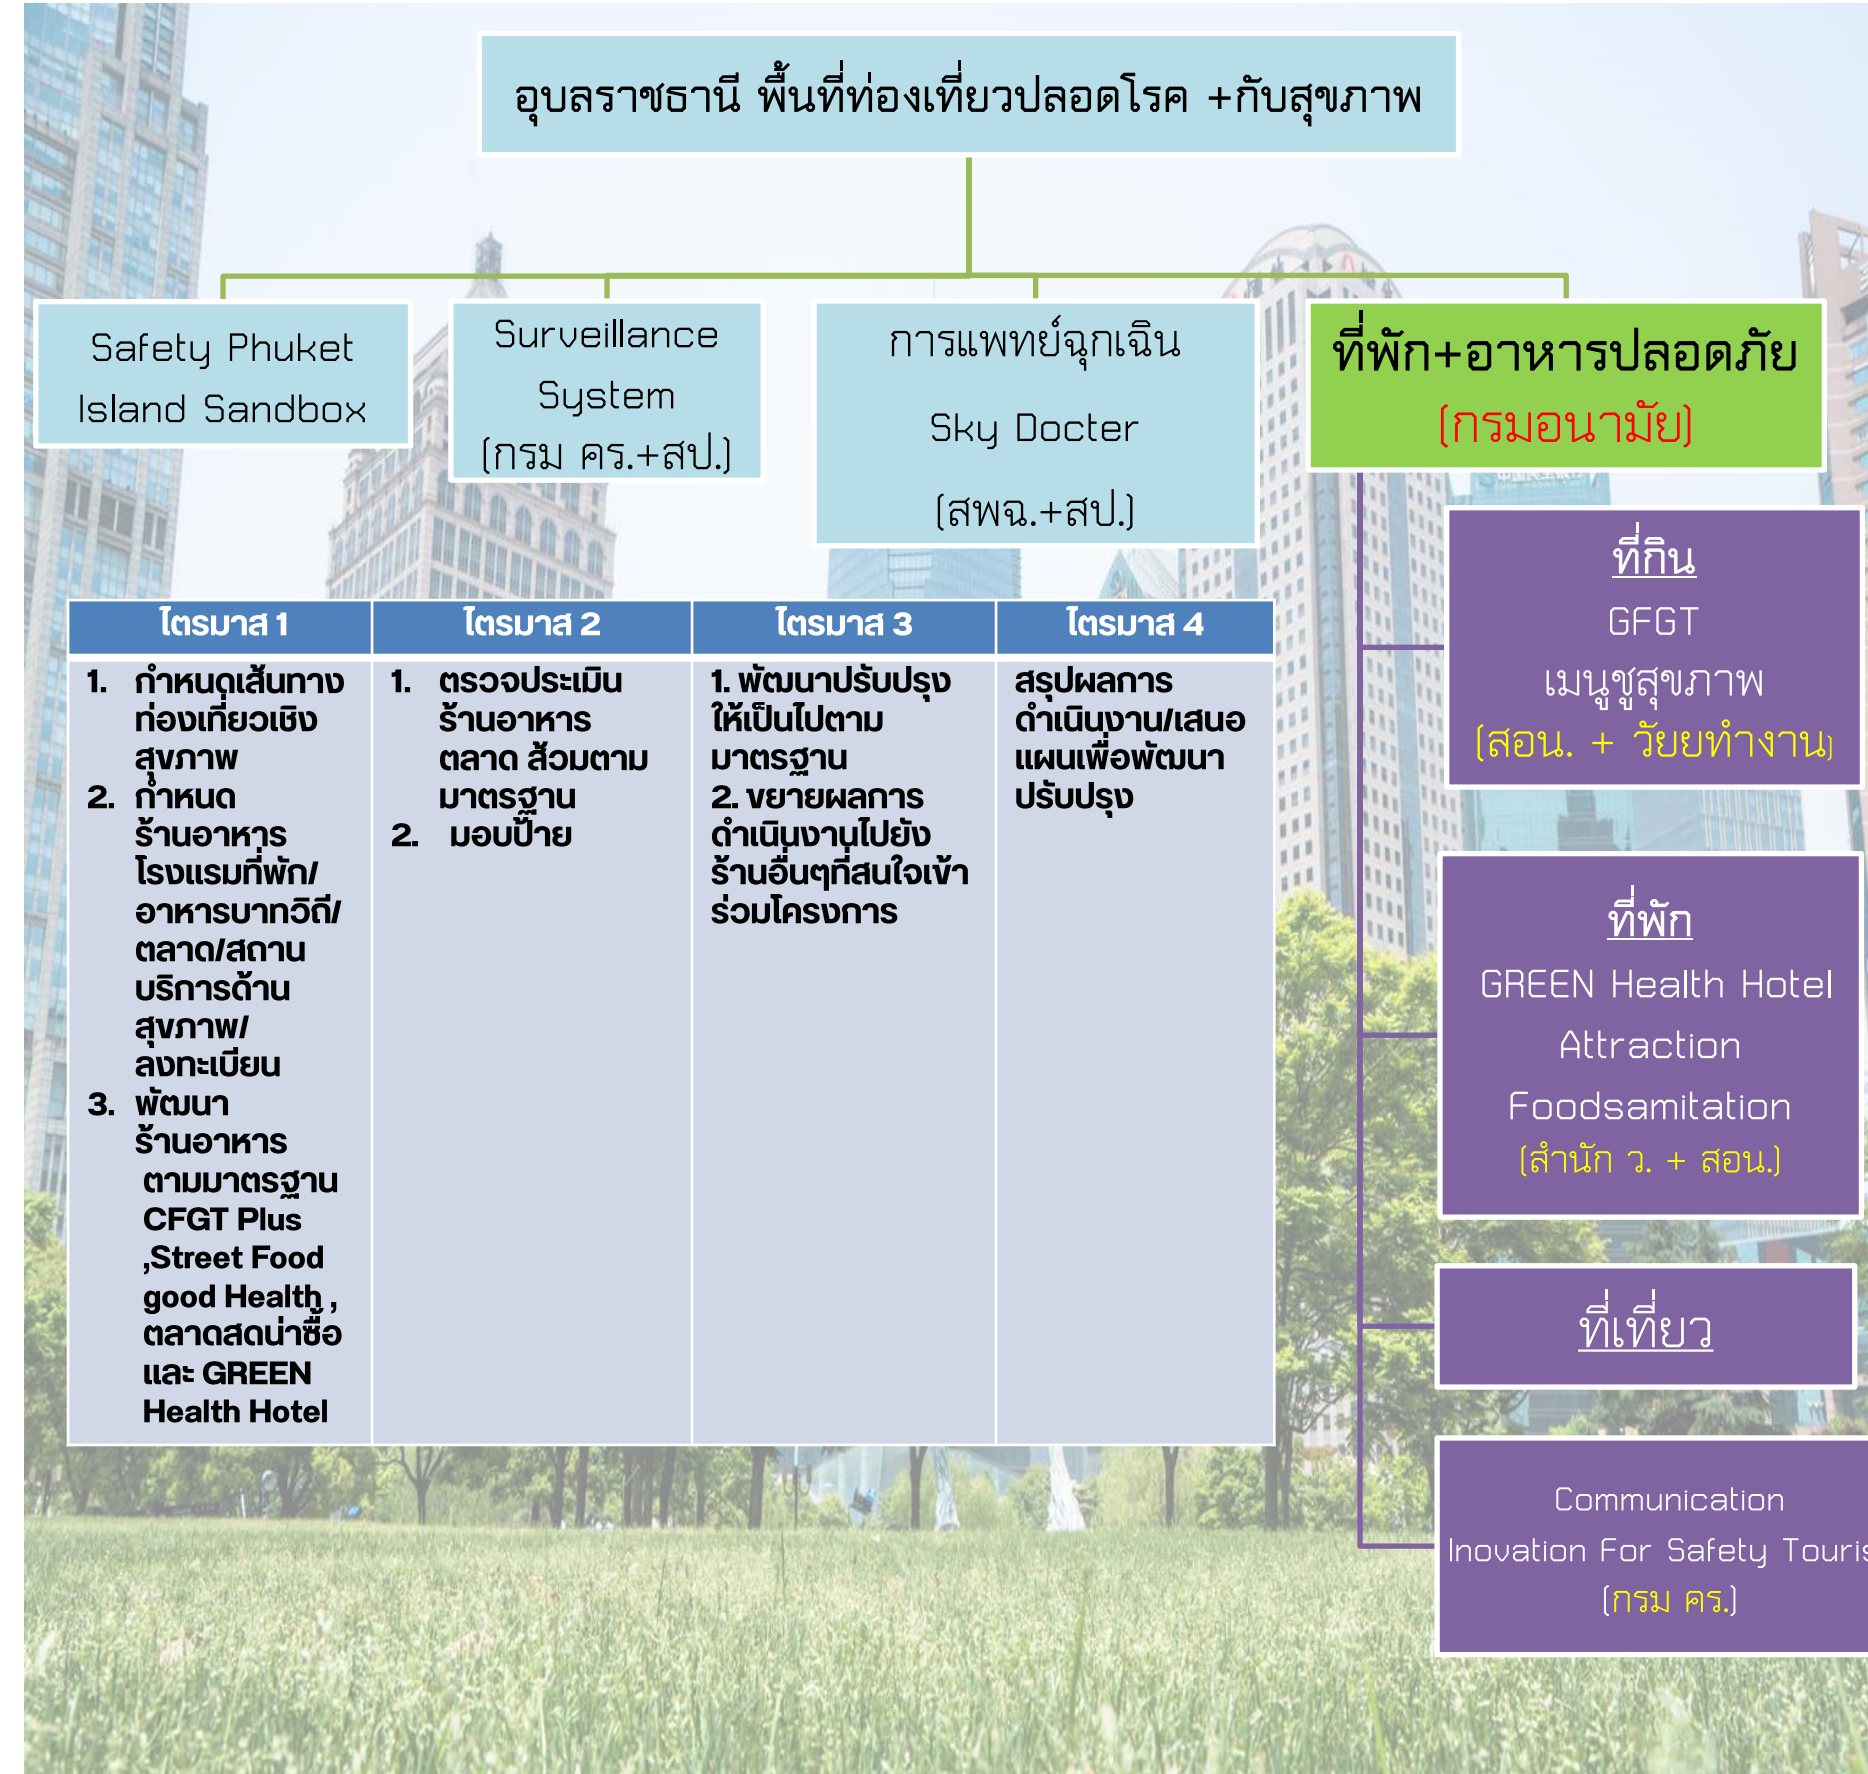 อุบลราชธานี พื้นที่ท่องเที่ยวปลอดโรค +กับสุขภาพ
Safety Phuket
Island Sandbox
Surveillance
System
(กรม คร.+สป.)
การแพทย์ฉุกเฉิน
Sky Docter
(สพฉ.+สป.)
ที่พัก+อาหารปลอดภัย
(กรมอนามัย)
ไตรมาส 1
1. กำหนดเส้นทาง
ท่องเที่ยวเชิง
สุขภาพ
2. กำหนด
ร้านอาหาร
โรงแรมที่พัก/
อาหารบาทวิถี/
ตลาด/สถาน
บริการด้าน
สุขภาพ/
ลงทะเบียน
3. พัฒนา
ร้านอาหาร
ตามมาตรฐาน
CFGT Plus
,Street Food
good Health ,
ตลาดสดน่าซื้อ
และ GREEN
Health Hotel
ไตรมาส 2
1. ตรวจประเมิน
ร้านอาหาร
ตลาด ส้วมตาม
มาตรฐาน
2. มอบป้าย
ไตรมาส 3
1. พัฒนาปรับปรุง
ให้เป็นไปตาม
มาตรฐาน
2. ขยายผลการ
ดำเนินงานไปยัง
ร้านอื่นๆที่สนใจเข้า
ร่วมโครงการ
ไตรมาส 4
สรุปผลการ
ดำเนินงาน/เสนอ
แผนเพื่อพัฒนา
ปรับปรุง
ที่กิน
GFGT
เมนูชูสุขภาพ
(สอน. + วัยยทำงาน)
ที่พัก
GREEN Health Hotel
Attraction
Foodsamitation
(สำนัก ว. + สอน.)
ที่เที่ยว
Communication
Inovation For Safety Touris
(กรม คร.)